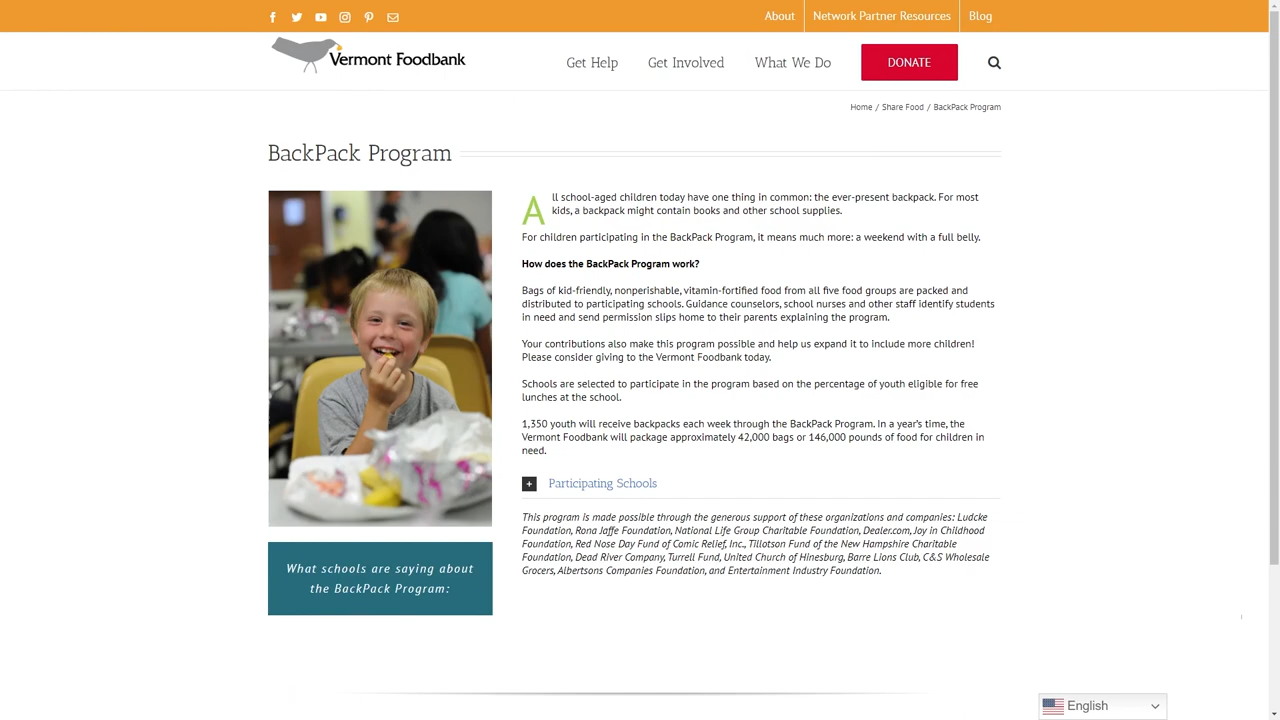 About
Network Partner Resources
Blog
Vermont Foodbank
Get Help
Get Involved
What We Do
DONATE
Home / Share Food / BackPack Program
BackPack Program
All school-aged children today have one thing in common: the ever-present backpack. For most
kids, a backpack might contain books and other school supplies.
For children participating in the BackPack Program, it means much more: a weekend with a full belly.
How does the BackPack Program work?
Bags of kid-friendly, nonperishable, vitamin-fortified food from all five food groups are packed and
distributed to participating schools. Guidance counselors, school nurses and other staff identify students
in need and send permission slips home to their parents explaining the program.
Your contributions also make this program possible and help us expand it to include more children!
Please consider giving to the Vermont Foodbank today.
Schools are selected to participate in the program based on the percentage of youth eligible for free
lunches at the school.
1,350 youth will receive backpacks each week through the BackPack Program. In a year's time, the
Vermont Foodbank will package approximately 42,000 bags or 146,000 pounds of food for children in
need.
Participating Schools
This program is made possible through the generous support of these organizations and companies: Ludcke
Foundation, Rona Jaffe Foundation, National Life Group Charitable Foundation, Dealer.com, Joy in Childhood
Foundation, Red Nose Day Fund of Comic Relief, Inc., Tillotson Fund of the New Hampshire Charitable
Foundation, Dead River Company, Turrell Fund, United Church of Hinesburg, Barre Lions Club, C&S Wholesale
Grocers, Albertsons Companies Foundation, and Entertainment Industry Foundation.
What schools are saying about
the BackPack Program:
English